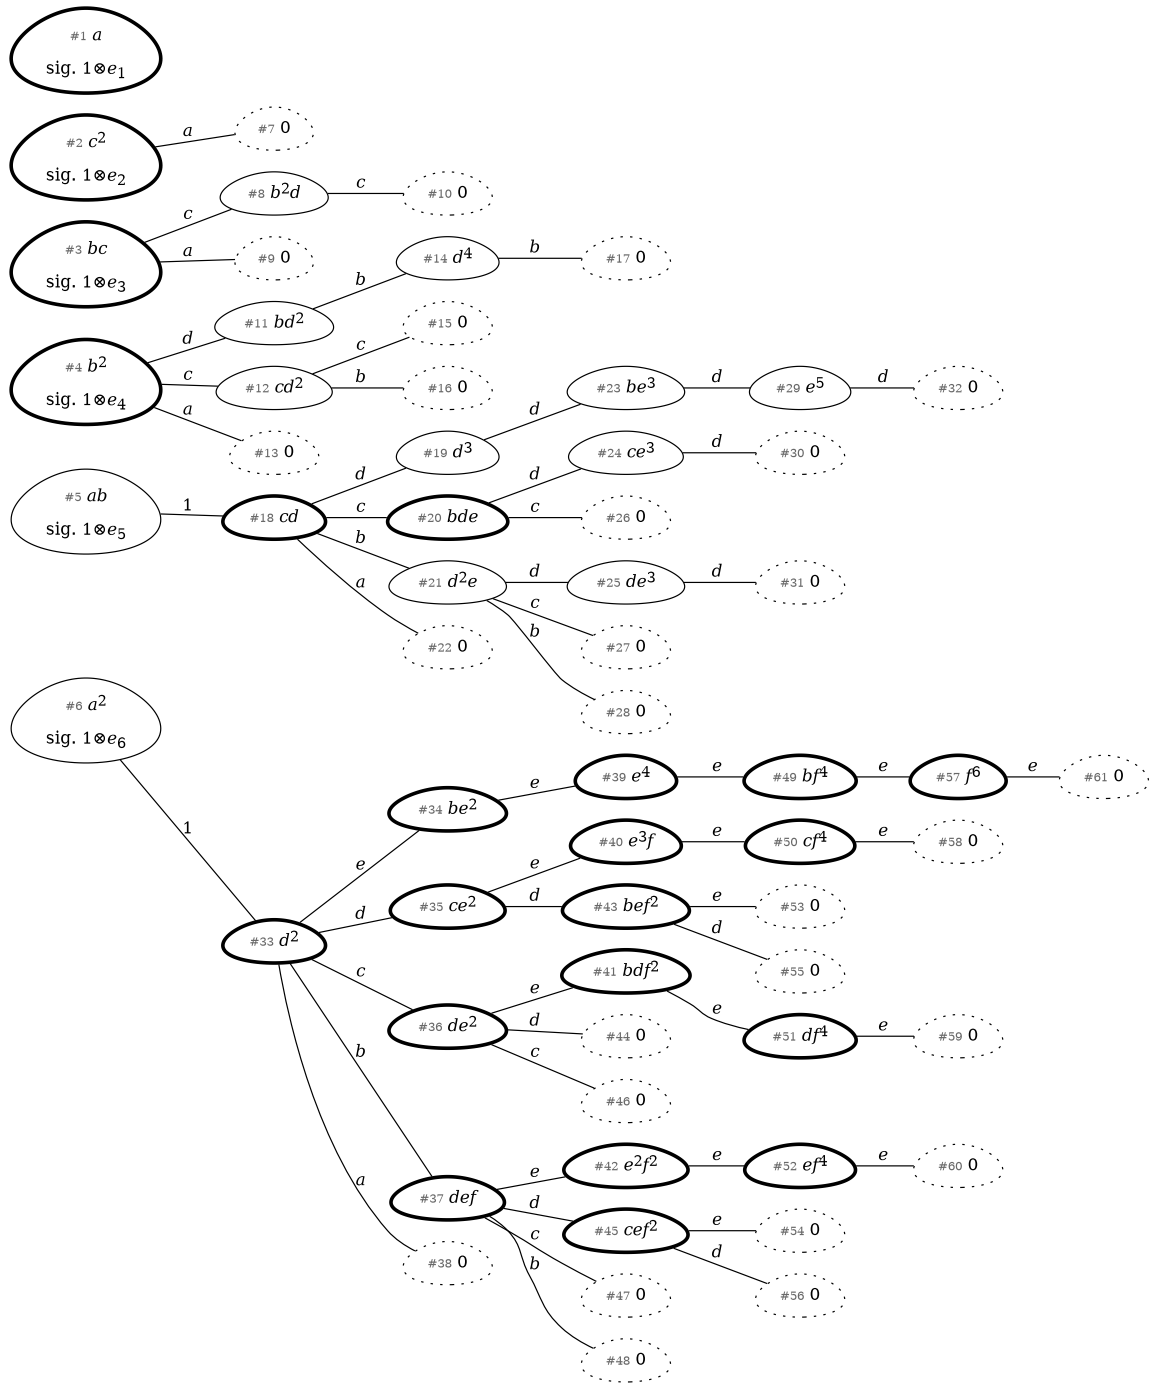 #1 a
sig. 1⊗e₁
#2 c²
sig. 1⊗e₂
a
#7 0
#3 bc
sig. 1⊗e₃
c
#8 b²d
c
#10 0
a
#9 0
#4 b²
sig. 1⊗e₄
d
#11 bd²
b
#14 d⁴
b
#17 0
c
#12 cd²
c
#15 0
b
#16 0
a
#13 0
#5 ab
sig. 1⊗e₅
1
#18 cd
d
#19 d³
d
#23 be³
d
#29 e⁵
d
#32 0
c
#20 bde
d
#24 ce³
d
#30 0
c
#26 0
b
#21 d²e
d
#25 de³
d
#31 0
c
#27 0
b
#28 0
a
#22 0
#6 a²
sig. 1⊗e₆
1
#33 d²
e
#34 be²
e
#39 e⁴
e
#49 bf⁴
e
#57 f⁶
e
#61 0
d
#35 ce²
e
#40 e³f
e
#50 cf⁴
e
#58 0
d
#43 bef²
e
#53 0
d
#55 0
c
#36 de²
e
#41 bdf²
e
#51 df⁴
e
#59 0
d
#44 0
c
#46 0
b
#37 def
e
#42 e²f²
e
#52 ef⁴
e
#60 0
d
#45 cef²
e
#54 0
d
#56 0
c
#47 0
b
#48 0
a
#38 0